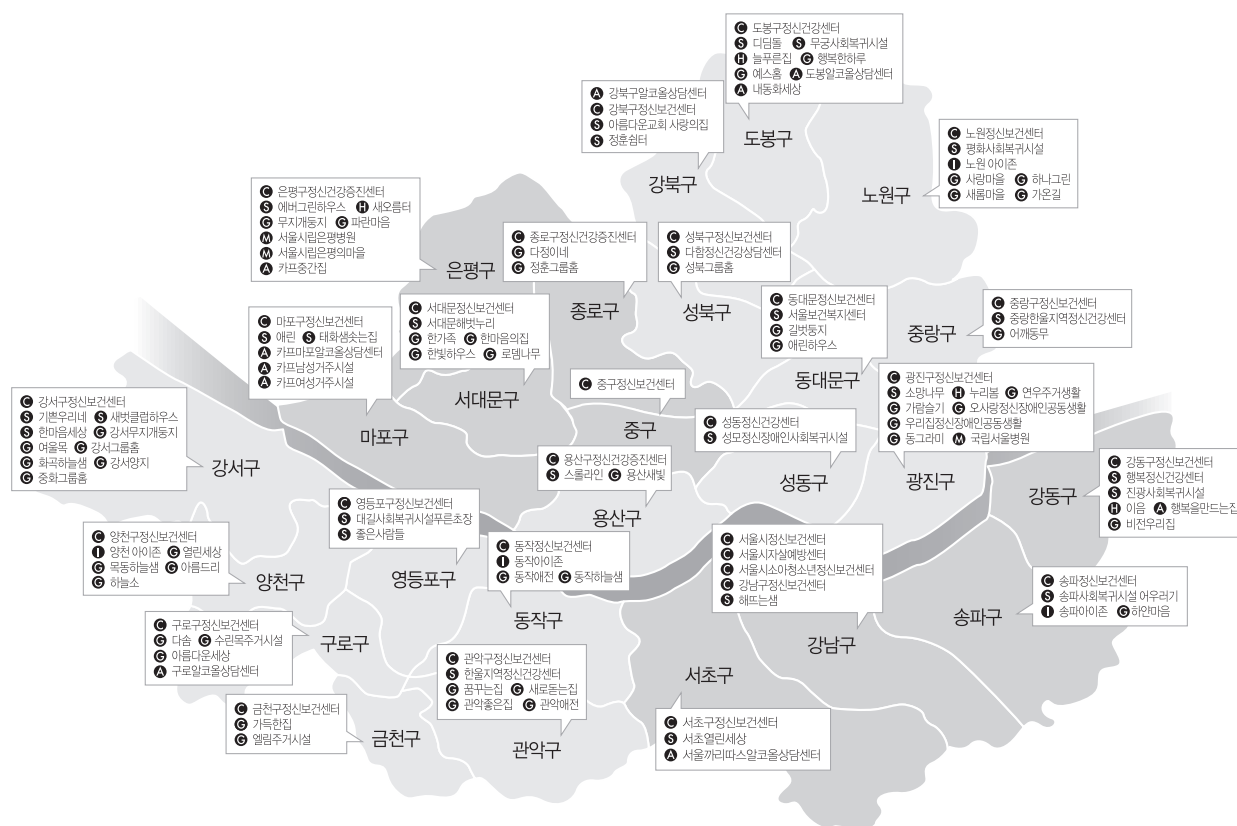 C 도봉구정신건강센터
S 디딤돌 S 무궁사회복귀시설
H 늘푸른집 G 행복한하루
G 예스홈 A 도봉알코올상담센터
A 내동화세상
도봉구
A 강북구알코올상담센터
C 강북구정신보건센터
S 아름다운교회 사랑의집
S 정훈쉼터
강북구
C 노원정신보건센터
S 평화사회복귀시설
I 노원 아이존
G 사랑마을 G 하나그린
G 새롬마을 G 가온길
노원구
C 은평구정신건강증진센터
S 에버그린하우스 H 새오름터
G 무지개둥지 G 파란마음
M 서울시립은평병원
M 서울시립은평의마을
A 카프중간집
은평구
C 종로구정신건강증진센터
G 다정이네
G 정훈그룹홈
종로구
C 성북구정신보건센터
S 다함정신건강상담센터
G 성북그룹홈
성북구
C 동대문정신보건센터
S 서울보건복지센터
G 길벗둥지
G 애린하우스
동대문구
C 중랑구정신보건센터
S 중랑한울지역정신건강센터
G 어깨동무
중랑구
C 마포구정신보건센터
S 애린 S 태화샘솟는집
A 카프마포알코올상담센터
A 카프남성거주시설
A 카프여성거주시설
마포구
C 서대문정신보건센터
S 서대문해벗누리
G 한가족 G 한마음의집
G 한빛하우스 G 로뎀나무
서대문구
C 중구정신보건센터
중구
C 성동정신건강센터
S 성모정신장애인사회복귀시설
성동구
C 광진구정신보건센터
S 소망나무 H 누리봄 G 연우주거생활
G 가람슬기 G 오사랑정신장애인공동생활
G 우리집정신장애인공동생활
G 동그라미 M 국립서울병원
광진구
C 강서구정신보건센터
S 기쁜우리네 S 새벗클럽하우스
S 한마음세상 G 강서무지개둥지
G 여울목 G 강서그룹홈
G 화곡하늘샘 G 강서양지
G 중화그룹홈
강서구
C 용산구정신건강증진센터
S 스롤라인 G 용산새빛
용산구
C 강동구정신보건센터
S 행복정신건강센터
S 진광사회복귀시설
H 이음 A 행복을만드는집
G 비전우리집
강동구
C 영등포구정신보건센터
S 대길사회복귀시설푸른초장
S 좋은사람들
영등포구
C 양천구정신보건센터
I 양천 아이존 G 열린세상
G 목동하늘샘 G 아름드리
G 하늘소
양천구
C 동작정신보건센터
I 동작아이존
G 동작애전 G 동작하늘샘
동작구
C 서울시정신보건센터
C 서울시자살예방센터
C 서울시소아청소년정신보건센터
C 강남구정신보건센터
S 해뜨는샘
강남구
C 송파정신보건센터
S 송파사회복귀시설 어우러기
I 송파아이존 G 하얀마음
송파구
C 구로구정신보건센터
G 다솜 G 수린목주거시설
G 아름다운세상
A 구로알코올상담센터
구로구
C 관악구정신보건센터
S 한울지역정신건강센터
G 꿈꾸는집 G 새로돋는집
G 관악좋은집 G 관악애전
관악구
C 금천구정신보건센터
G 가득한집
G 엘림주거시설
금천구
서초구
C 서초구정신보건센터
S 서초열린세상
A 서울까리따스알코올상담센터